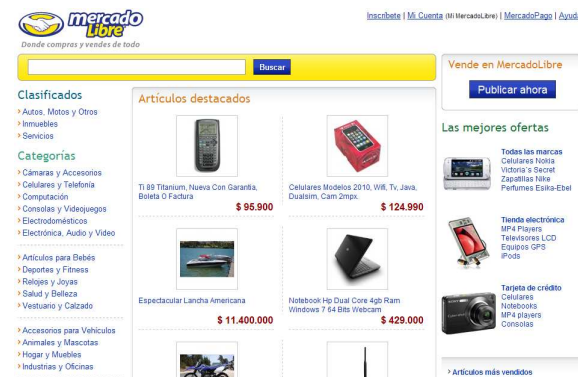 mercado
Libre
Donde compras y vendes de todo
Inscríbete | Mi Cuenta (Mi MercadoLibre) | MercadoPago | Ayuda
Buscar
Vende en MercadoLibre
Publicar ahora
Clasificados
Autos, Motos y Otros
Inmuebles
Servicios
Categorías
Cámaras y Accesorios
Celulares y Telefonía
Computación
Consolas y Videojuegos
Electrodomésticos
Electrónica, Audio y Video
Artículos para Bebés
Deportes y Fitness
Relojes y Joyas
Salud y Belleza
Vestuario y Calzado
Accesorios para Vehículos
Animales y Mascotas
Hogar y Muebles
Industrias y Oficinas
Artículos destacados
Ti 89 Titanium, Nueva Con Garantia,
Boleta O Factura
$ 95.900
Celulares Modelos 2010, Wifi, Tv, Java,
Dualsim, Cam 2mpx.
$ 124.990
Espectacular Lancha Americana
$ 11.400.000
Notebook Hp Dual Core 4gb Ram
Windows 7 64 Bits Webcam
$ 429.000
Las mejores ofertas
Todas las marcas
Celulares Nokia
Victoria's Secret
Zapatillas Nike
Perfumes Esika-Ebel
Tienda electrónica
MP4 Players
Televisores LCD
Equipos GPS
iPods
Tarjeta de crédito
Celulares
Notebooks
MP4 players
Consolas
Artículos más vendidos